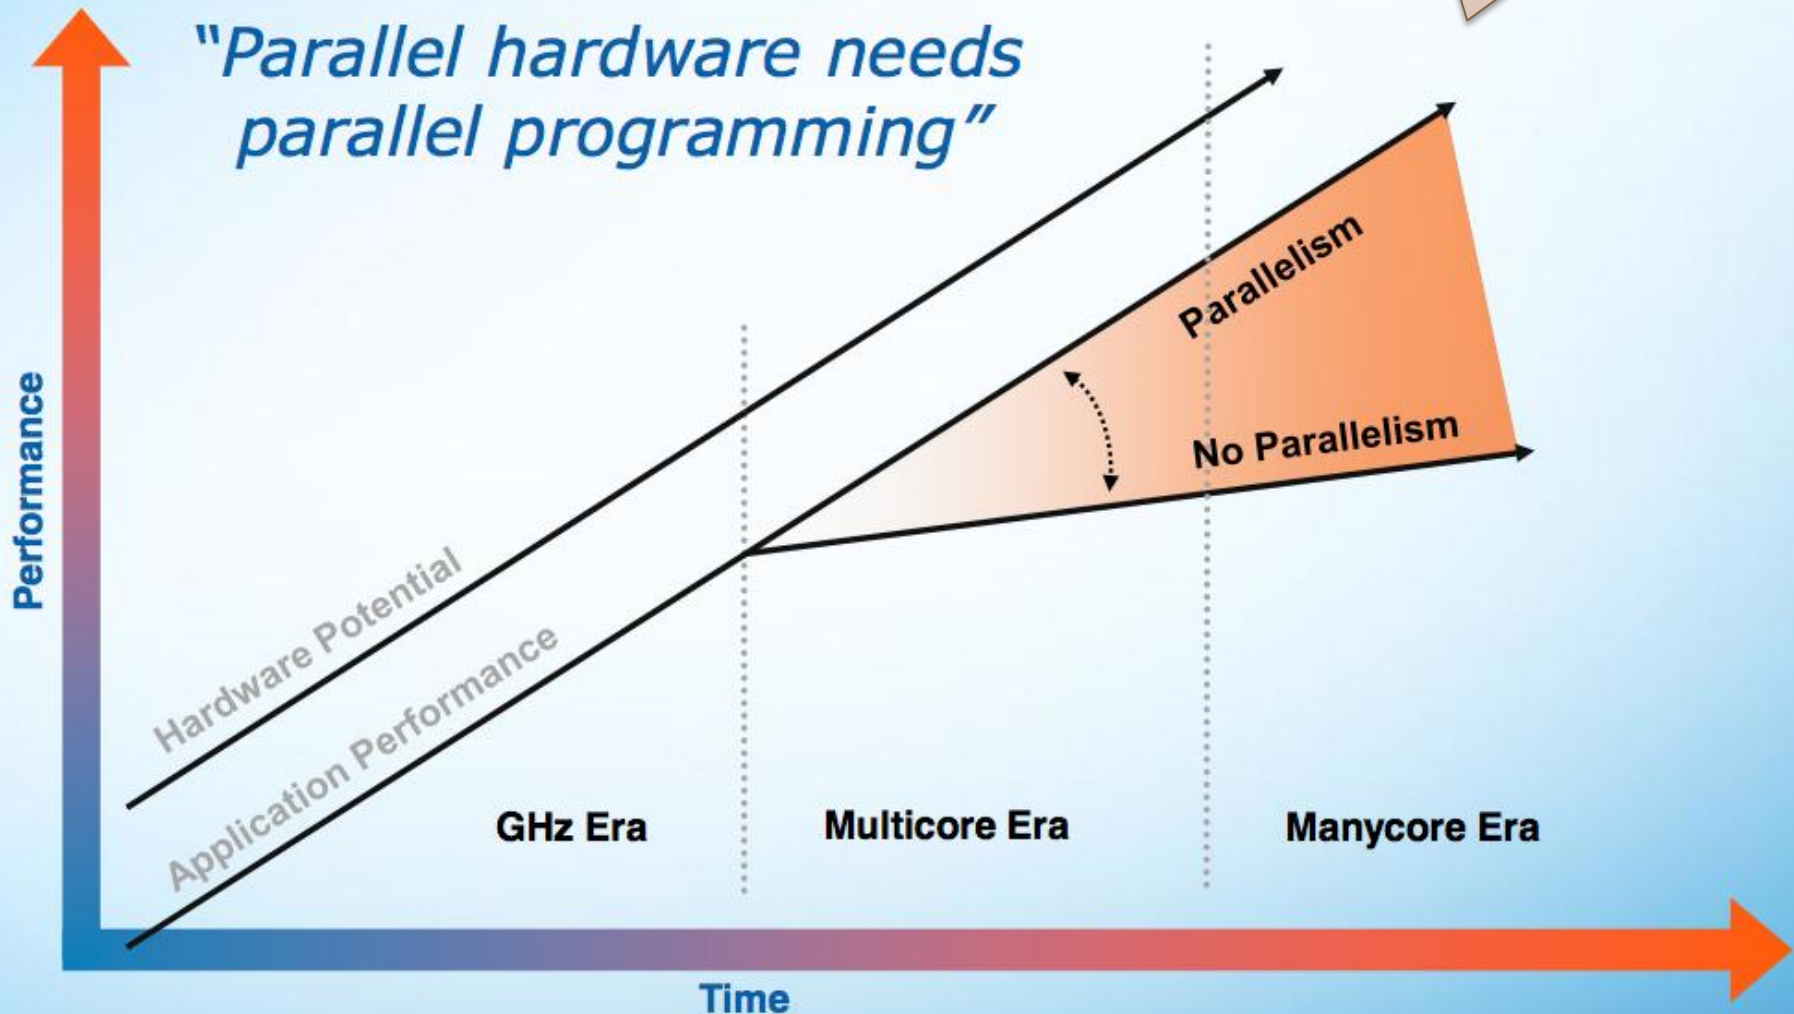 “Parallel hardware needs
parallel programming”
Performance
Hardware Potential
Application Performance
Parallelism
No Parallelism
GHz Era
Multicore Era
Manycore Era
Time